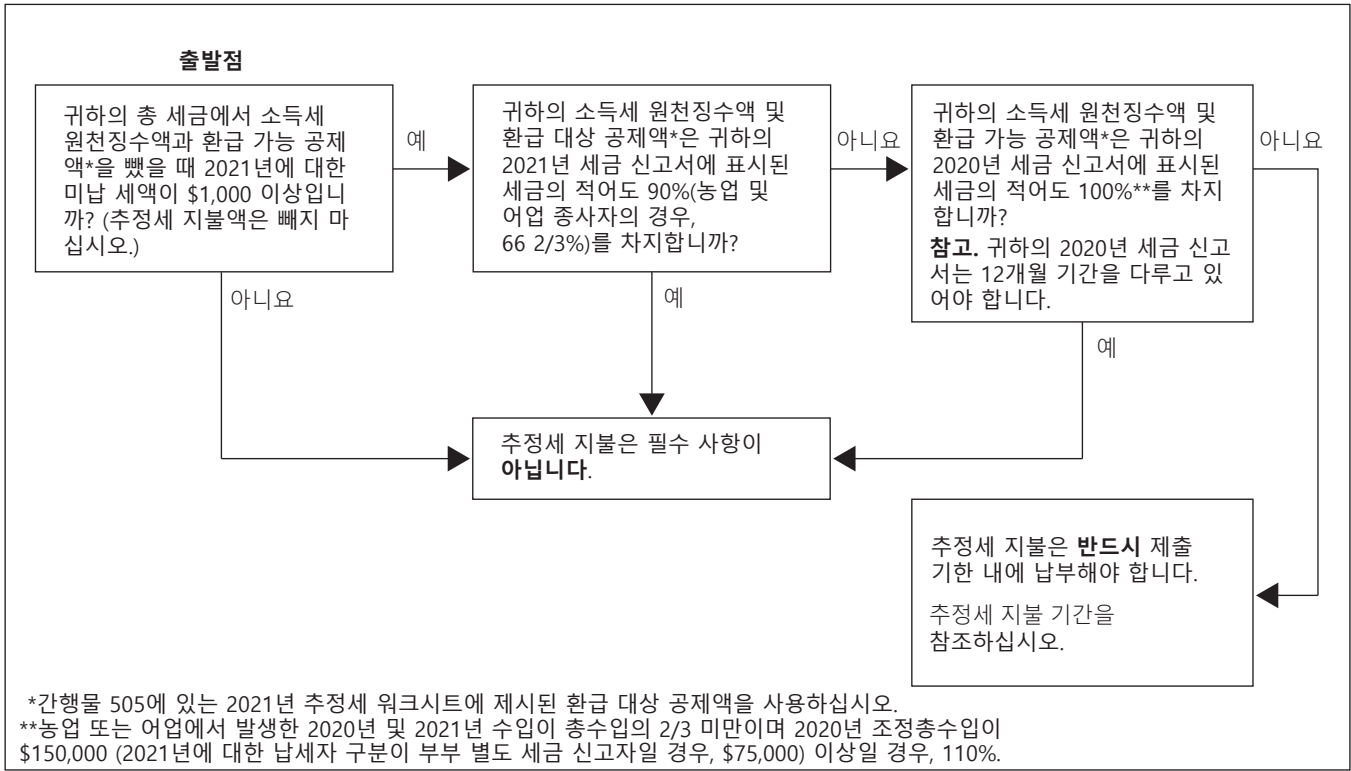 출발점
귀하의 총 세금에서 소득세
원천징수액과 환급 가능 공제
액*을 뺐을 때 2021년에 대한
미납 세액이 $1,000 이상입니
까? (추정세 지불액은 빼지 마
십시오.)
예
귀하의 소득세 원천징수액 및
환급 대상 공제액*은 귀하의
2021년 세금 신고서에 표시된
세금의 적어도 90%(농업 및
어업 종사자의 경우,
66 2/3%)를 차지합니까?
아니요
귀하의 소득세 원천징수액 및
환급 가능 공제액*은 귀하의
2020년 세금 신고서에 표시된
세금의 적어도 100%**를 차지
합니까?
참고. 귀하의 2020년 세금 신고
서는 12개월 기간을 다루고 있
어야 합니다.
아니요
아니요
예
예
추정세 지불은 필수 사항이
아닙니다.
추정세 지불은 반드시 제출
기한 내에 납부해야 합니다.
추정세 지불 기간을
참조하십시오.
*간행물 505에 있는 2021년 추정세 워크시트에 제시된 환급 대상 공제액을 사용하십시오.
**농업 또는 어업에서 발생한 2020년 및 2021년 수입이 총수입의 2/3 미만이며 2020년 조정총수입이
$150,000 (2021년에 대한 납세자 구분이 부부 별도 세금 신고자일 경우, $75,000) 이상일 경우, 110%.